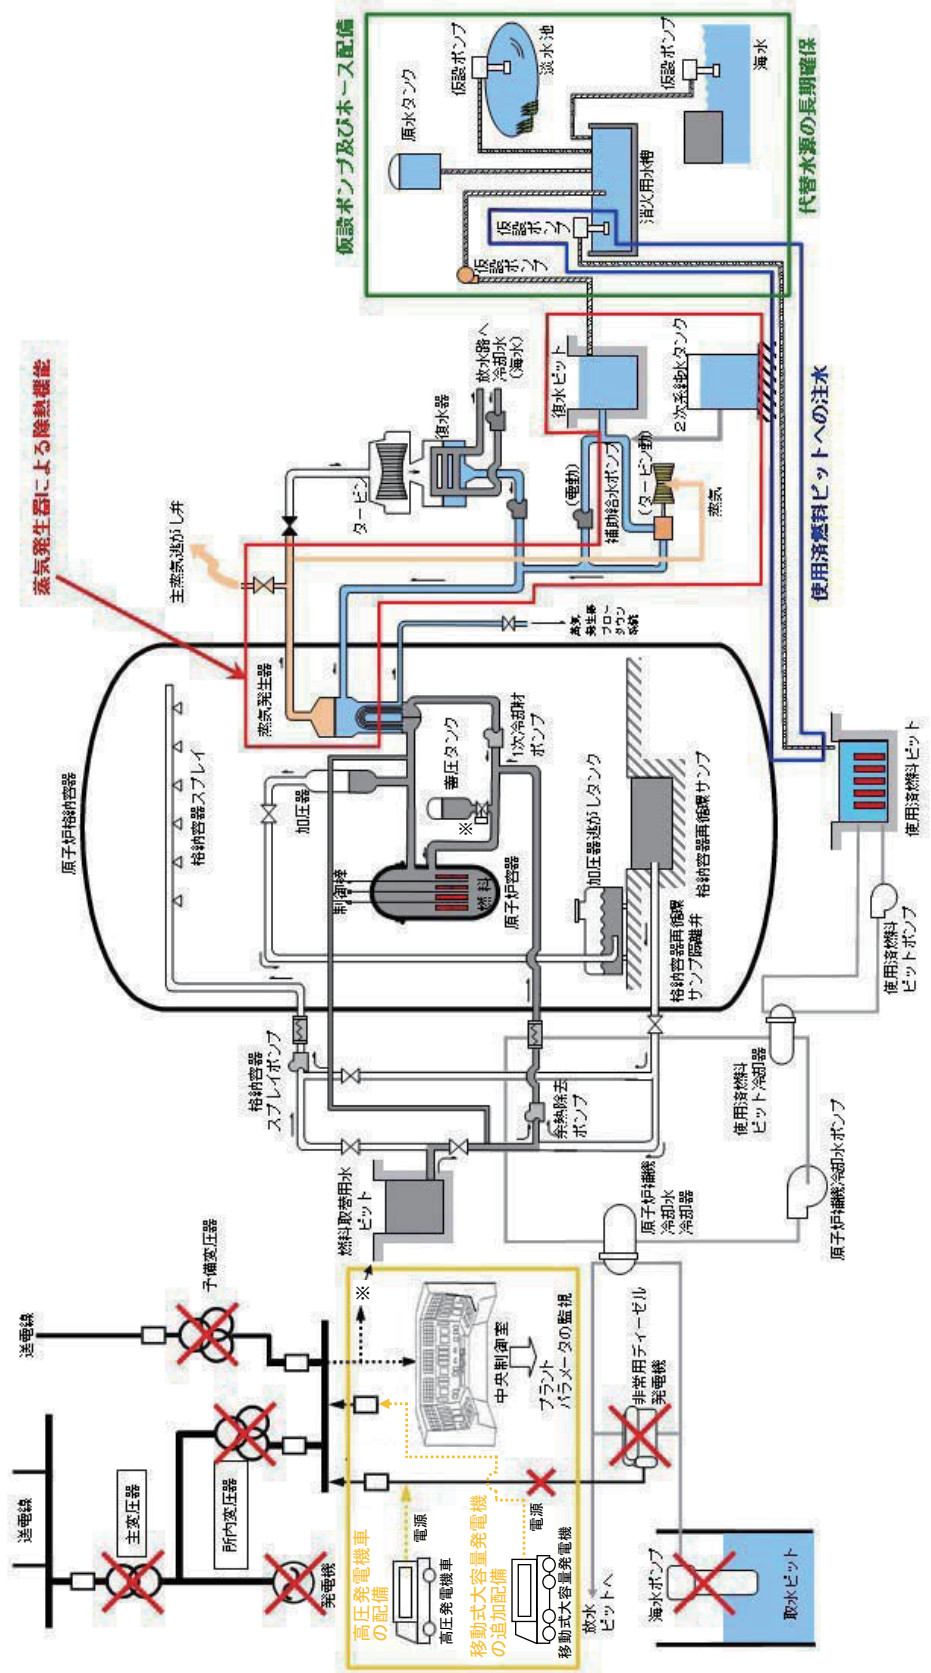 蒸気発生器による除熱機能
送電線
送電線
予備変圧器
主変圧器
所内変圧器
発電機
原子炉格納容器
格納容器スプレイ
主蒸気逃がし弁
蒸気発生器
タービン
復水器
放水路へ
冷却水
(海水)
仮設ポンプ及びホース配備
原水タンク
仮設ポンプ
淡水池
仮設ポンプ
海水
仮設ポンプ
仮設ポンプ
消火用水槽
代替水源の長期確保
格納容器
スプレイポンプ
加圧器
制御棒
燃料
原子炉容器
蓄圧タンク
※
1次冷却材
ポンプ
蒸気
発生器
ブロー
ダウン
系統
(電動)
補助給水ポンプ
(タービン動)
蒸気
復水ピット
2次系純水タンク
燃料取替用水
ピット
※
余熱除去
ポンプ
加圧器逃がしタンク
格納容器再循環
サンプ隔離弁
格納容器再循環サンプ
高圧発電機車
の配備
電源
高圧発電機車
移動式大容量発電機
の追加配備
電源
移動式大容量発電機
中央制御室
プラント
パラメータの監視
放水
ピットへ
非常用ディーゼル
発電機
原子炉補機
冷却水
冷却器
原子炉補機冷却水ポンプ
使用済燃料
ピット冷却器
使用済燃料
ピットポンプ
使用済燃料ピット
使用済燃料ピットへの注水
海水ポンプ
取水ピット